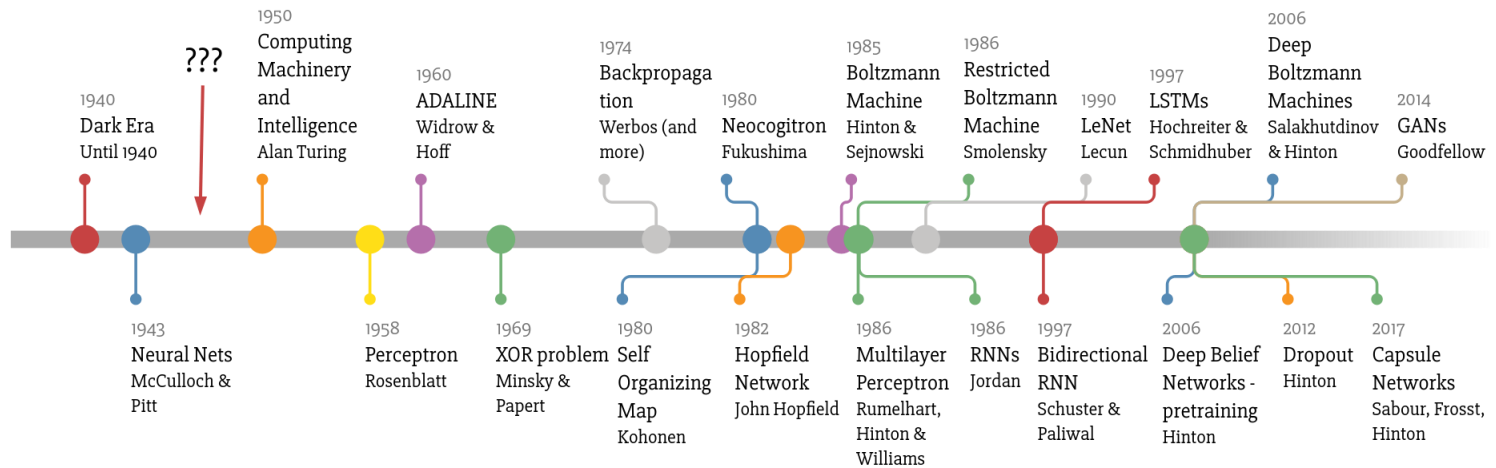 ???
1940
Dark Era
Until 1940
1950
Computing
Machinery
and
Intelligence
Alan Turing
1960
ADALINE
Widrow &
Hoff
1974
Backpropaga
tion
Werbos (and
more)
1980
Neocogitron
Fukushima
1985
Boltzmann
Machine
Hinton &
Sejnowski
1986
Restricted
Boltzmann
Machine
Smolensky
1990
LeNet
Lecun
1997
LSTMs
Hochreiter &
Schmidhuber
2006
Deep
Boltzmann
Machines
Salakhutdinov
& Hinton
2014
GANs
Goodfellow
1943
Neural Nets
McCulloch &
Pitt
1958
Perceptron
Rosenblatt
1969
XOR problem
Minsky &
Papert
1980
Self
Organizing
Map
Kohonen
1982
Hopfield
Network
John Hopfield
1986
Multilayer
Perceptron
Rumelhart,
Hinton &
Williams
1986
RNNs
Jordan
1997
Bidirectional
RNN
Schuster &
Paliwal
2006
Deep Belief
Networks -
pretraining
Hinton
2012
Dropout
Hinton
2017
Capsule
Networks
Sabour, Frosst,
Hinton